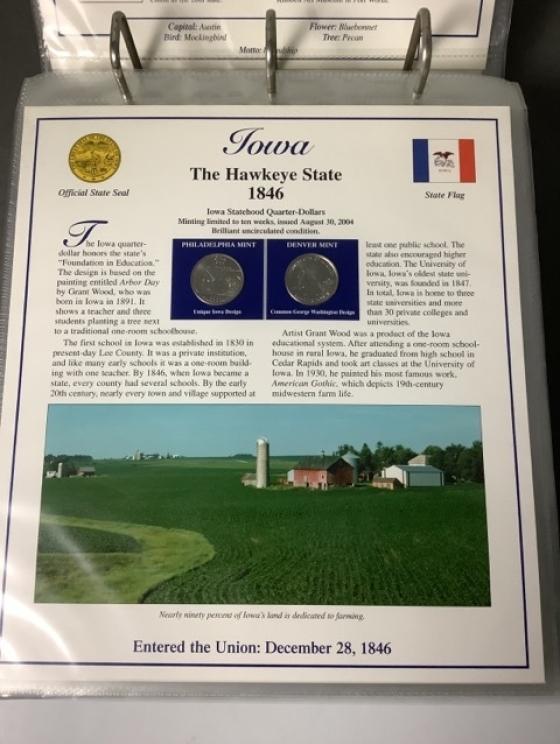 Capital: Austin
Bird: Mockingbird
Flower: Bluebonnet
Tree: Pecan
Motto:
Iowa
The Hawkeye State
1846
Official State Seal
State Flag
Iowa Statehood Quarter-Dollars
Minting limited to ten weeks, issued August 30, 2004
Brilliant uncirculated condition.
The Iowa quarter-
dollar honors the state's
"Foundation in Education."
The design is based on the
painting entitled Arbor Day
by Grant Wood, who was
born in Iowa in 1891. It
shows a teacher and three
students planting a tree next
to a traditional one-room schoolhouse.
The first school in Iowa was established in 1830 in
present-day Lee County. It was a private institution,
and like many early schools it was a one-room build-
ing with one teacher. By 1846, when Iowa became a
state, every county had several schools. By the early
20th century, nearly every town and village supported at
PHILADELPHIA MINT
Unique Iowa Design
DENVER MINT
Common George Washington Design
least one public school. The
state also encouraged higher
education. The University of
Iowa, Iowa's oldest state uni-
versity, was founded in 1847.
In total, Iowa is home to three
state universities and more
than 30 private colleges and
universities.
Artist Grant Wood was a product of the Iowa
educational system. After attending a one-room school-
house in rural Iowa, he graduated from high school in
Cedar Rapids and took art classes at the University of
Iowa. In 1930, he painted his most famous work,
American Gothic, which depicts 19th-century
midwestern farm life.
Nearly ninety percent of Iowa's land is dedicated to farming.
Entered the Union: December 28, 1846